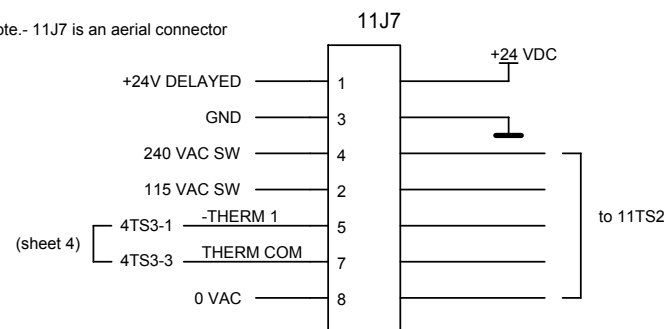 11J7
ote.- 11J7 is an aerial connector
+24 VDC
+24V DELAYED 1
GND 3
240 VAC SW 4
115 VAC SW 2
to 11TS2
4TS3-1 -THERM 1 5
(sheet 4)
4TS3-3 THERM COM 7
0 VAC 8